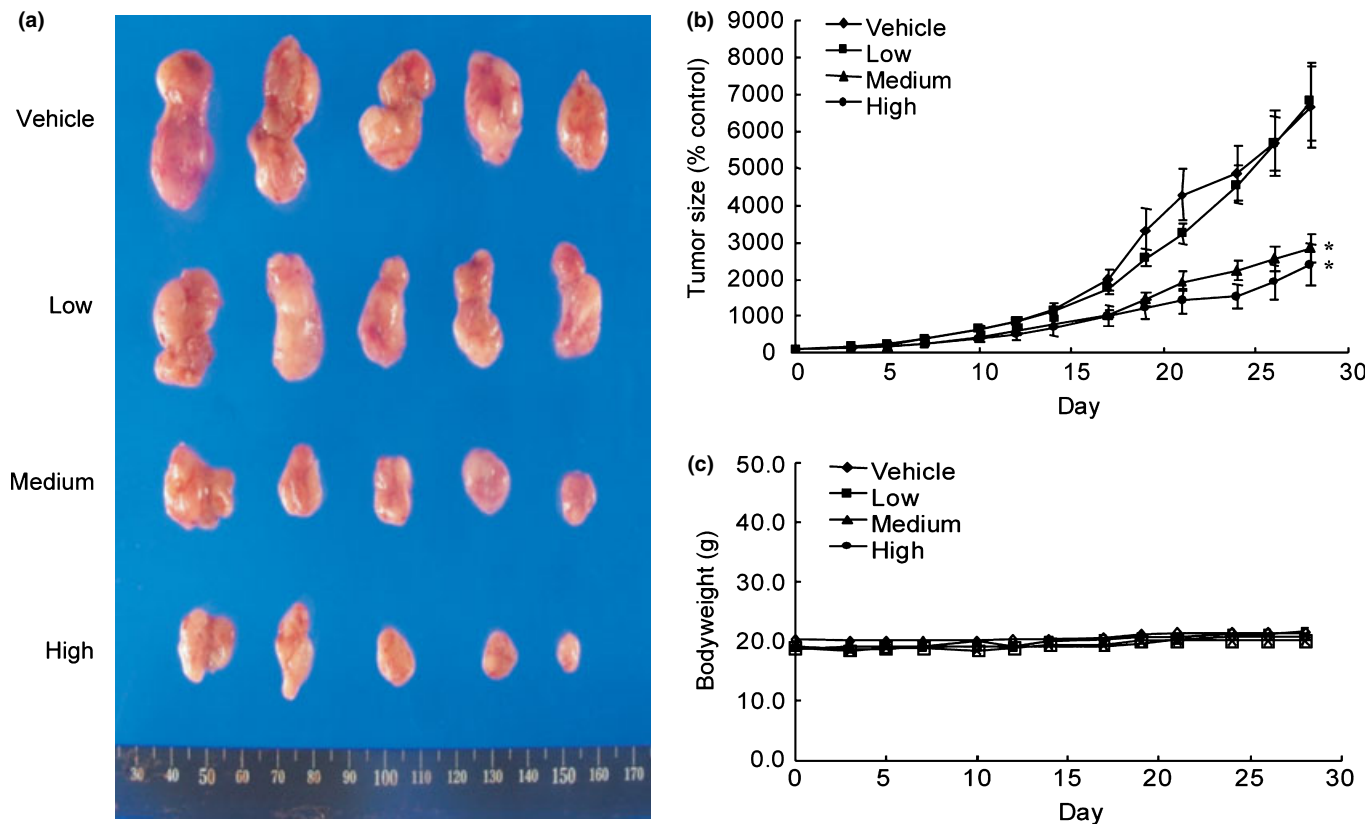 (a)
Vehicle
Low
Medium
High
30 40 50 60 70 80 90 100 110 120 130 140 150 160 170
(b)
Tumor size (% control)
9000
8000
7000
6000
5000
4000
3000
2000
1000
0
Vehicle
Low
Medium
High
*
*
0 5 10 15 20 25 30
Day
(c)
Bodyweight (g)
50.0
40.0
30.0
20.0
10.0
0.0
Vehicle
Low
Medium
High
0 5 10 15 20 25 30
Day